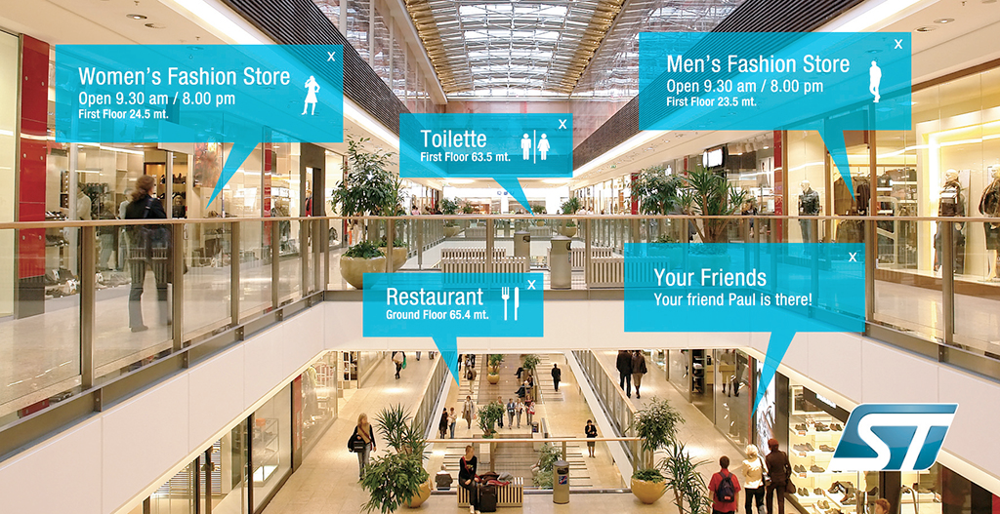 Women's Fashion Store
Open 9.30 am / 8.00 pm
First Floor 24.5 mt.
x
Men's Fashion Store
Open 9.30 am / 8.00 pm
First Floor 23.5 mt.
x
Toilette
First Floor 63.5 mt.
x
Restaurant
Ground Floor 65.4 mt.
x
Your Friends
Your friend Paul is there!
x
ST